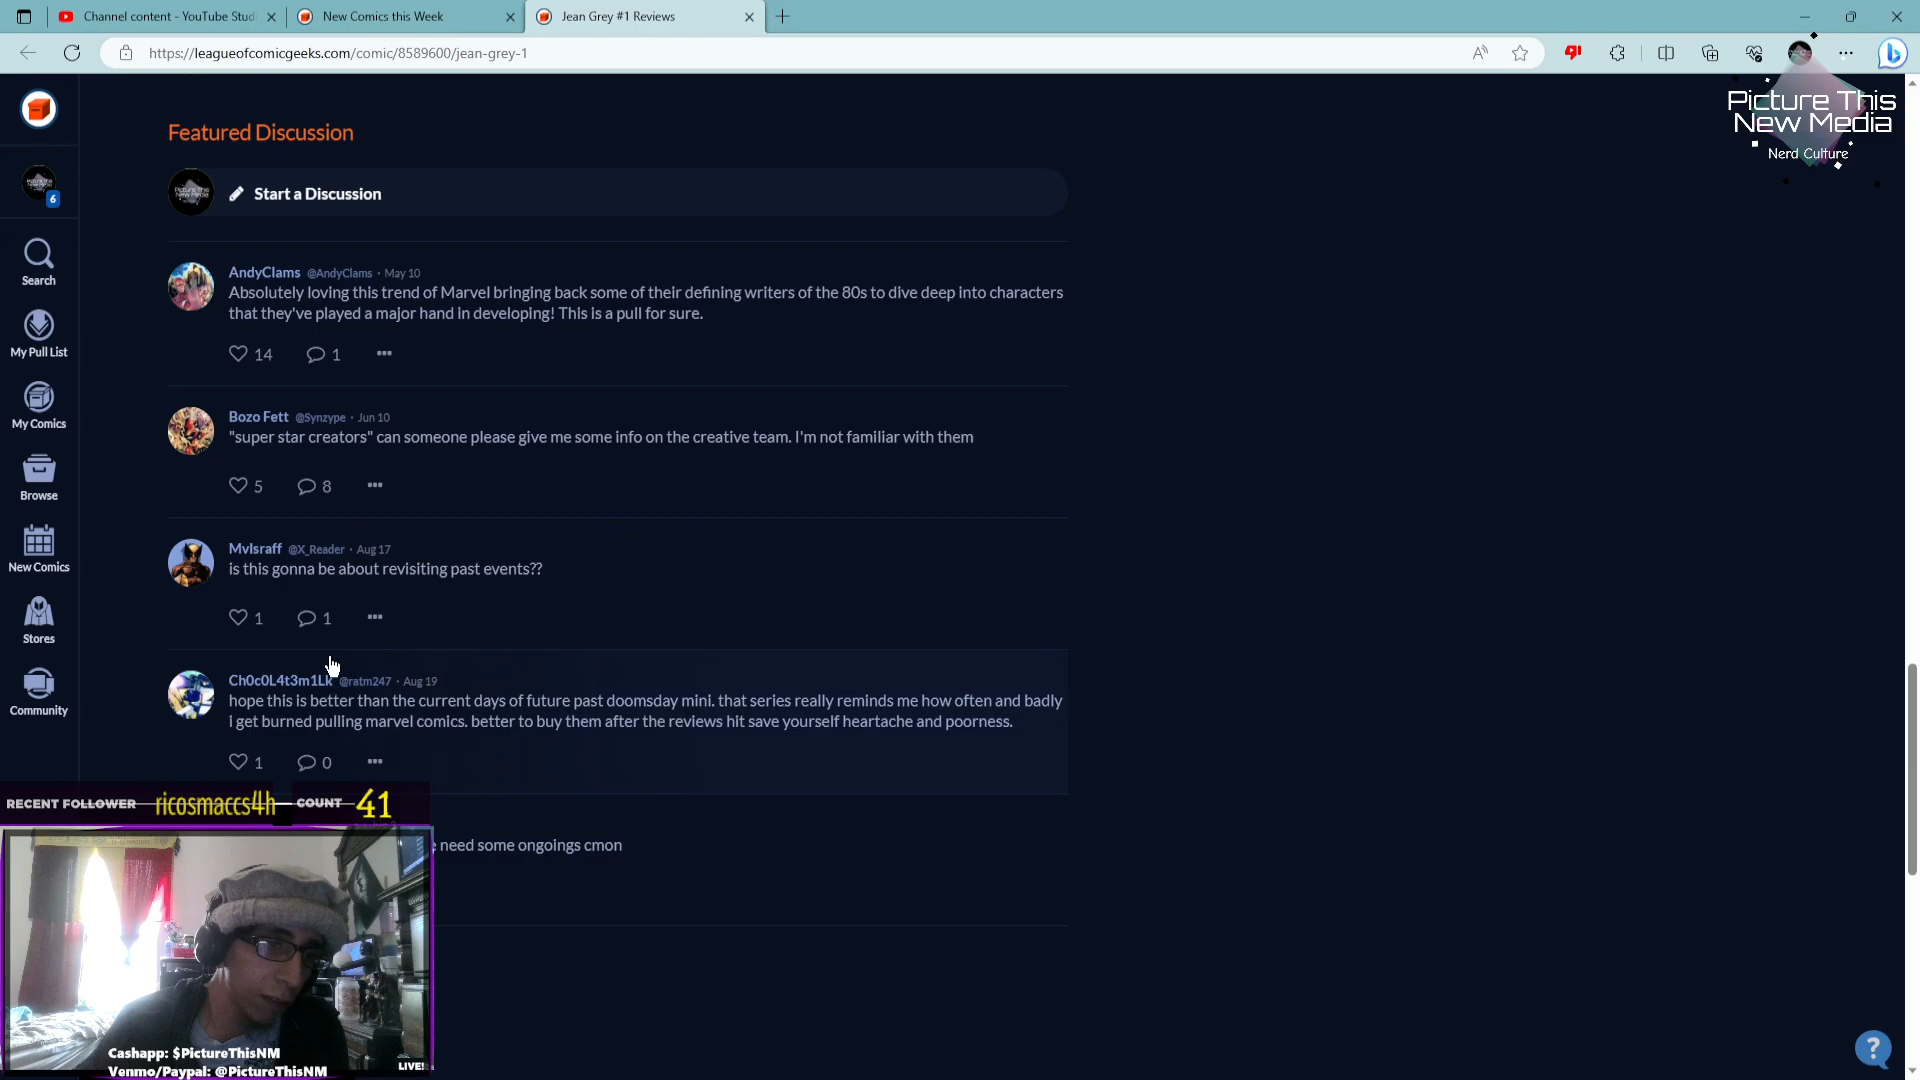 Channel content - YouTube Stud
New Comics this Week
Jean Grey #1 Reviews
https://leagueofcomicgeeks.com/comic/8589600/jean-grey-1
Picture This
New Media
Nerd Culture
6
Search
My Pull List
My Comics
Browse
New Comics
Stores
Community
Featured Discussion
Start a Discussion
AndyClams @AndyClams · May 10
Absolutely loving this trend of Marvel bringing back some of their defining writers of the 80s to dive deep into characters
that they've played a major hand in developing! This is a pull for sure.
14 1 ...
Bozo Fett @Synzype · Jun 10
"super star creators" can someone please give me some info on the creative team. I'm not familiar with them
5 8 ...
Mvlsraff @X_Reader · Aug 17
is this gonna be about revisiting past events??
1 1 ...
Ch0c0L4t3m1Lk @ratm247 · Aug 19
hope this is better than the current days of future past doomsday mini. that series really reminds me how often and badly
i get burned pulling marvel comics. better to buy them after the reviews hit save yourself heartache and poorness.
1 0 ...
need some ongoings cmon
RECENT FOLLOWER ricosmaccs4h COUNT 41
Cashapp: $PictureThisNM
Venmo/Paypal: @PictureThisNM
LIVE!
?